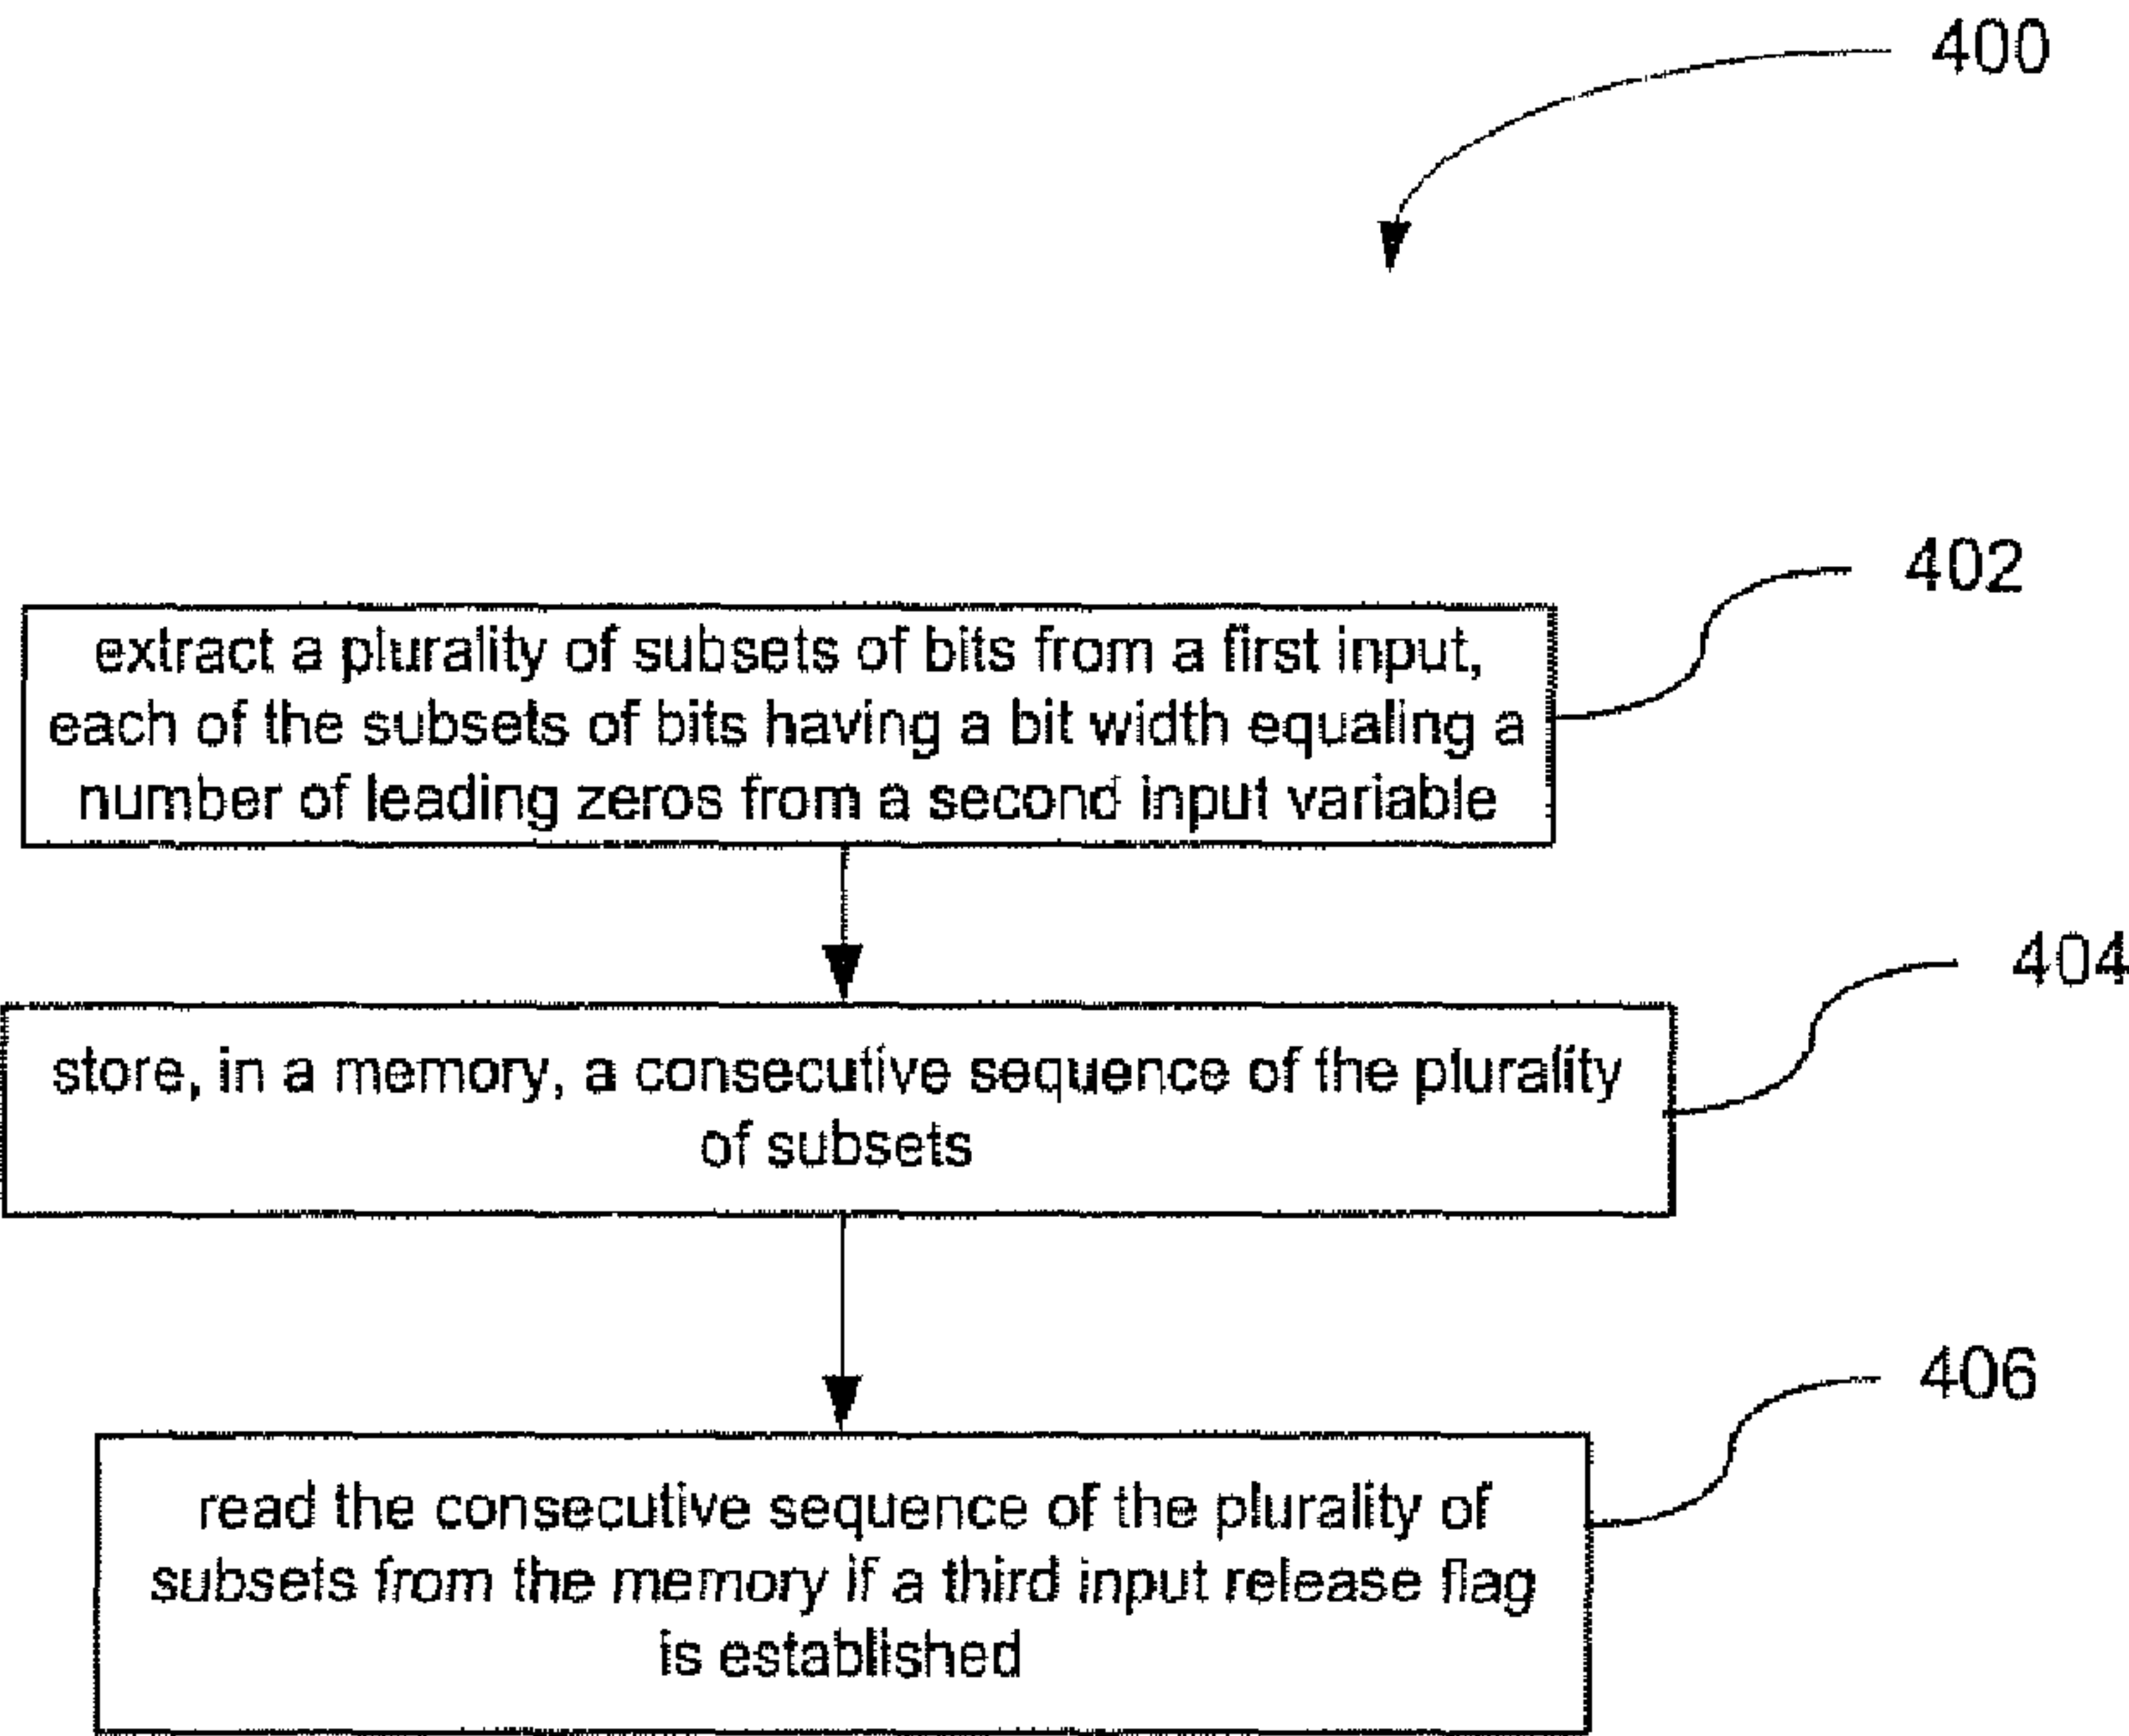 400
402
extract a plurality of subsets of bits from a first input,
each of the subsets of bits having a bit width equaling a
number of leading zeros from a second input variable
404
store, in a memory, a consecutive sequence of the plurality
of subsets
406
read the consecutive sequence of the plurality of
subsets from the memory if a third input release flag
is established